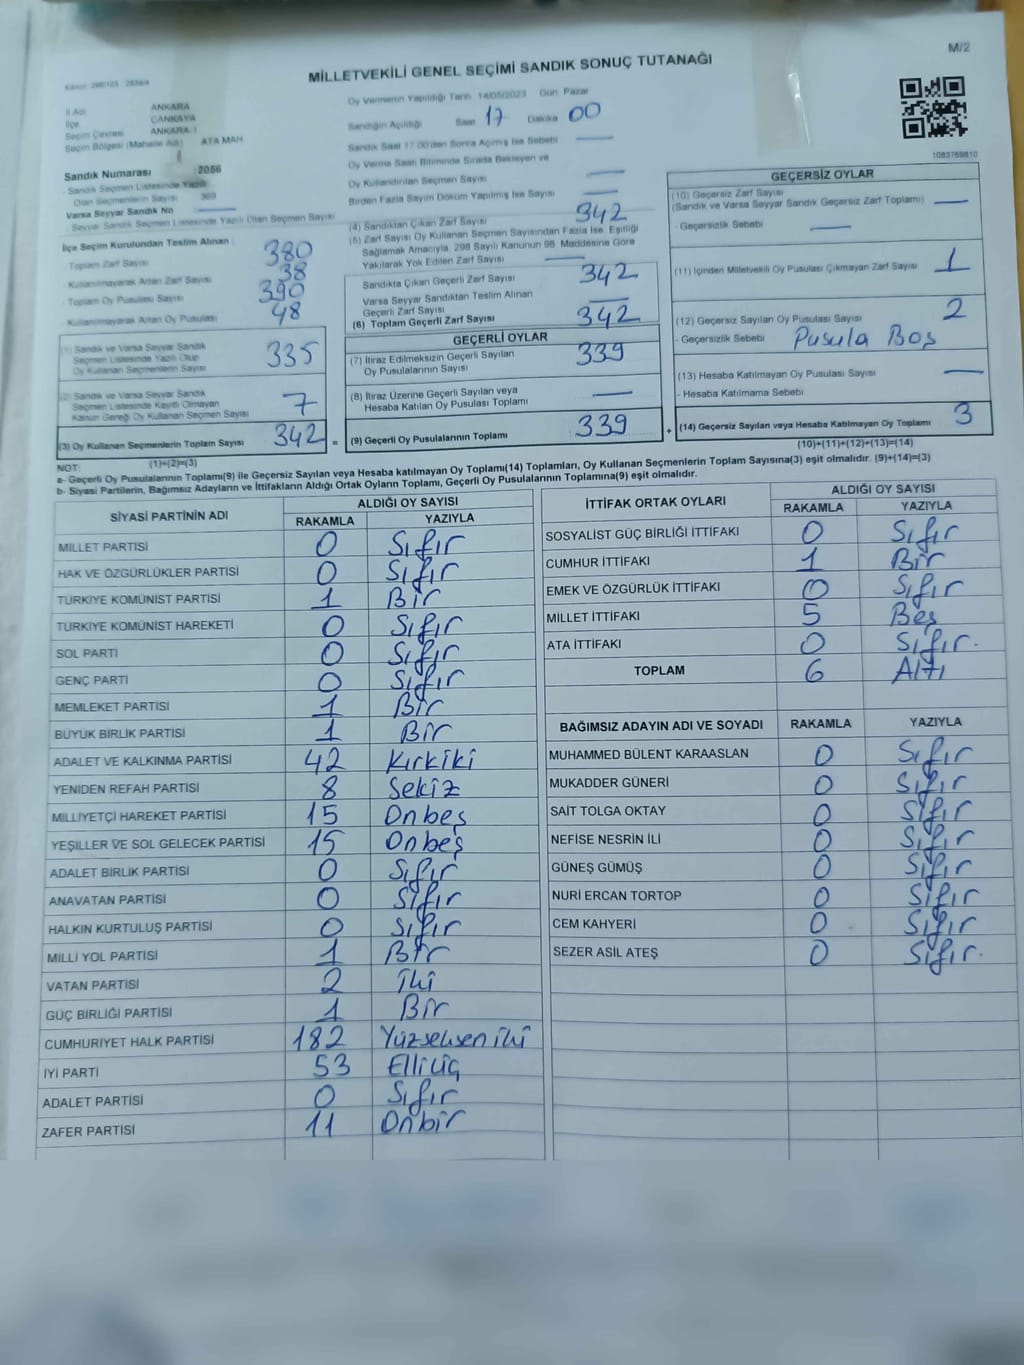 M/2
MİLLETVEKİLİ GENEL SEÇİMİ SANDIK SONUÇ TUTANAĞI
İl Adı ANKARA
İlçe ÇANKAYA
Seçim Çevresi ANKARA-1
Seçim Bölgesi (Mahalle Adı) ATA MAH
Sandık Numarası 2056
Sandık Seçmen Listesinde Yazılı
Olan Seçmenlerin Sayısı
Varsa Seyyar Sandık No
Seyyar Sandık Seçmen Listesinde Yazılı Olan Seçmen Sayısı
İlçe Seçim Kurulundan Teslim Alınan
Toplam Zarf Sayısı 380
Kullanılmayarak Artan Zarf Sayısı 38
Toplam Oy Pusulası Sayısı 390
Kullanılmayarak Artan Oy Pusulası 48
(1) Sandık ve Varsa Seyyar Sandık
Seçmen Listesinde Yazılı Olup
Oy Kullanan Seçmenlerin Sayısı 335
(2) Sandık ve Varsa Seyyar Sandık
Seçmen Listesinde Kayıtlı Olmayan
Kanun Gereği Oy Kullanan Seçmen Sayısı 7
(3) Oy Kullanan Seçmenlerin Toplam Sayısı 342 =
(1)+(2)=(3)
Oy Vermenin Yapıldığı Tarih 14/05/2023 Gün Pazar
Sandığın Açıldığı Saat 17 Dakika 00
Sandık Saat 17:00'den Sonra Açılmış İse Sebebi
Oy Verme Saati Bitiminde Sırada Bekleyen ve
Oy Kullandırılan Seçmen Sayısı
Birden Fazla Sayım Döküm Yapılmış İse Sayısı
(4) Sandıktan Çıkan Zarf Sayısı 342
(5) Zarf Sayısı Oy Kullanan Seçmen Sayısından Fazla İse, Eşitliği
Sağlamak Amacıyla, 298 Sayılı Kanunun 98. Maddesine Göre
Yakılarak Yok Edilen Zarf Sayısı
Sandıkta Çıkan Geçerli Zarf Sayısı 342
Varsa Seyyar Sandıktan Teslim Alınan
Geçerli Zarf Sayısı
(6) Toplam Geçerli Zarf Sayısı 342
GEÇERLİ OYLAR
(7) İtiraz Edilmeksizin Geçerli Sayılan
Oy Pusulalarının Sayısı 339
(8) İtiraz Üzerine Geçerli Sayılan veya
Hesaba Katılan Oy Pusulası Toplamı
(9) Geçerli Oy Pusulalarının Toplamı 339 +
1083769810
GEÇERSİZ OYLAR
(10) Geçersiz Zarf Sayısı
(Sandık ve Varsa Seyyar Sandık Geçersiz Zarf Toplamı)
- Geçersizlik Sebebi
(11) İçinden Milletvekili Oy Pusulası Çıkmayan Zarf Sayısı 1
(12) Geçersiz Sayılan Oy Pusulası Sayısı 2
- Geçersizlik Sebebi Pusula Boş
(13) Hesaba Katılmayan Oy Pusulası Sayısı
- Hesaba Katılmama Sebebi
(14) Geçersiz Sayılan veya Hesaba Katılmayan Oy Toplamı 3
(10)+(11)+(12)+(13)=(14)
NOT:
a- Geçerli Oy Pusulalarının Toplamı(9) ile Geçersiz Sayılan veya Hesaba katılmayan Oy Toplamı(14) Toplamları, Oy Kullanan Seçmenlerin Toplam Sayısına(3) eşit olmalıdır. (9)+(14)=(3)
b- Siyasi Partilerin, Bağımsız Adayların ve İttifakların Aldığı Ortak Oyların Toplamı, Geçerli Oy Pusulalarının Toplamına(9) eşit olmalıdır.
SİYASİ PARTİNİN ADI ALDIĞI OY SAYISI
RAKAMLA YAZIYLA
MİLLET PARTİSİ 0 Sıfır
HAK VE ÖZGÜRLÜKLER PARTİSİ 0 Sıfır
TÜRKİYE KOMÜNİST PARTİSİ 1 Bir
TÜRKİYE KOMÜNİST HAREKETİ 0 Sıfır
SOL PARTİ 0 Sıfır
GENÇ PARTİ 0 Sıfır
MEMLEKET PARTİSİ 1 Bir
BÜYÜK BİRLİK PARTİSİ 1 Bir
ADALET VE KALKINMA PARTİSİ 42 Kırkiki
YENİDEN REFAH PARTİSİ 8 Sekiz
MİLLİYETÇİ HAREKET PARTİSİ 15 Onbeş
YEŞİLLER VE SOL GELECEK PARTİSİ 15 Onbeş
ADALET BİRLİK PARTİSİ 0 Sıfır
ANAVATAN PARTİSİ 0 Sıfır
HALKIN KURTULUŞ PARTİSİ 0 Sıfır
MİLLİ YOL PARTİSİ 1 Bir
VATAN PARTİSİ 2 İki
GÜÇ BİRLİĞİ PARTİSİ 1 Bir
CUMHURİYET HALK PARTİSİ 182 Yüzseksen iki
İYİ PARTİ 53 Elliüç
ADALET PARTİSİ 0 Sıfır
ZAFER PARTİSİ 11 Onbir
İTTİFAK ORTAK OYLARI ALDIĞI OY SAYISI
RAKAMLA YAZIYLA
SOSYALİST GÜÇ BİRLİĞİ İTTİFAKI 0 Sıfır
CUMHUR İTTİFAKI 1 Bir
EMEK VE ÖZGÜRLÜK İTTİFAKI 0 Sıfır
MİLLET İTTİFAKI 5 Beş
ATA İTTİFAKI 0 Sıfır.
TOPLAM 6 Altı
BAĞIMSIZ ADAYIN ADI VE SOYADI RAKAMLA YAZIYLA
MUHAMMED BÜLENT KARAASLAN 0 Sıfır
MUKADDER GÜNERİ 0 Sıfır
SAİT TOLGA OKTAY 0 Sıfır
NEFİSE NESRİN İLİ 0 Sıfır
GÜNEŞ GÜMÜŞ 0 Sıfır
NURİ ERCAN TORTOP 0 Sıfır
CEM KAHYERİ 0 Sıfır
SEZER ASİL ATEŞ 0 Sıfır.